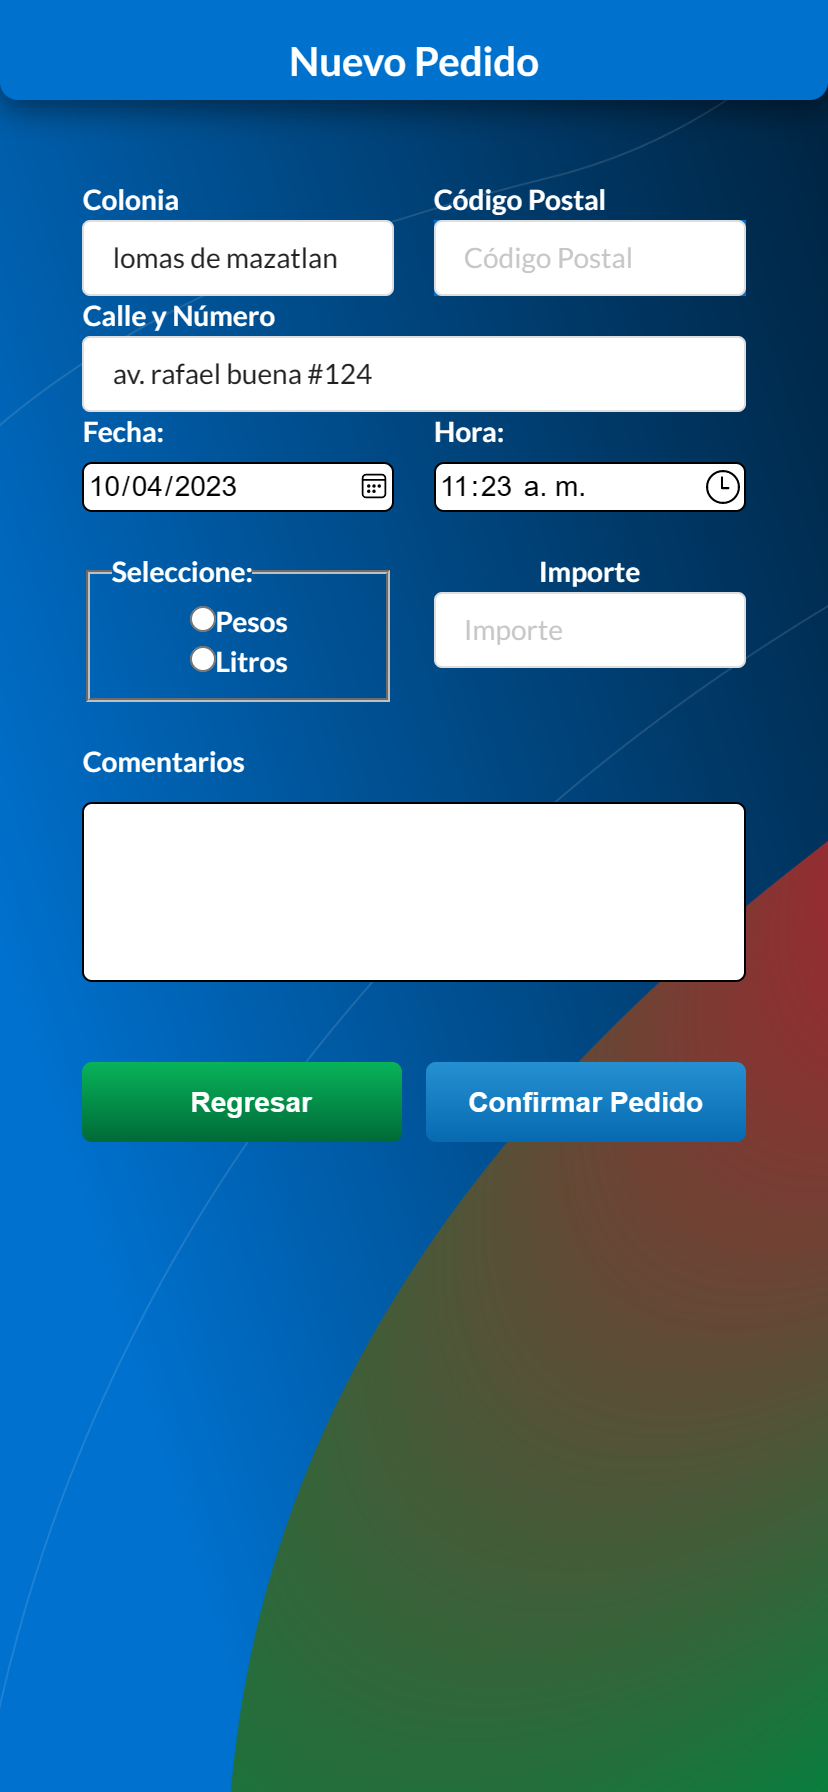 Nuevo Pedido
Colonia
Código Postal
lomas de mazatlan
Código Postal
Calle y Número
av. rafael buena #124
Fecha:
Hora:
10/04/2023
11:23 a. m.
Seleccione:
Importe
Pesos
Importe
Litros
Comentarios
Regresar
Confirmar Pedido